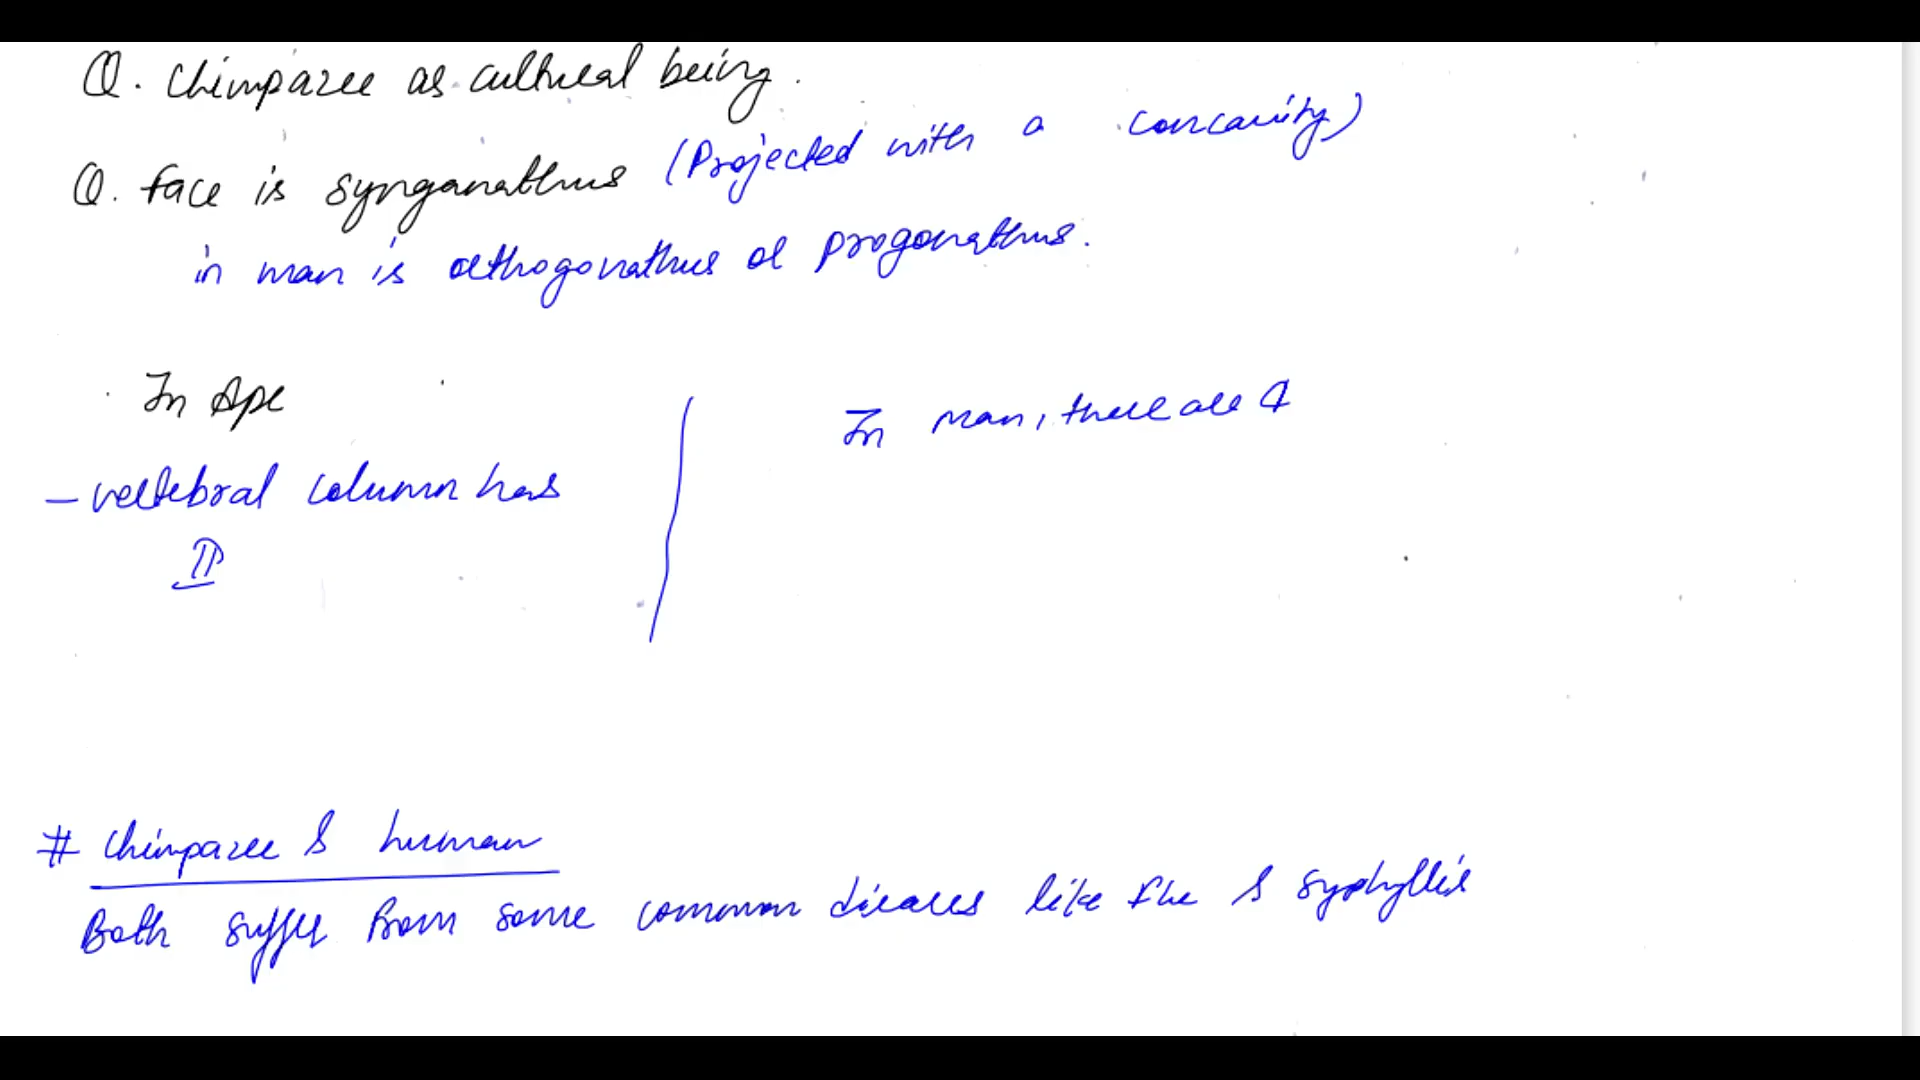 Q. Chimpazee as cultural being.
Q. face is synganathus (Projected with a concavity)
in man is orthogonathus or progonathus.
In Ape
In man, there are 4
- vertebral column has
II
# Chimpazee & human
Both suffer from some common diseases like flu & syphyllis